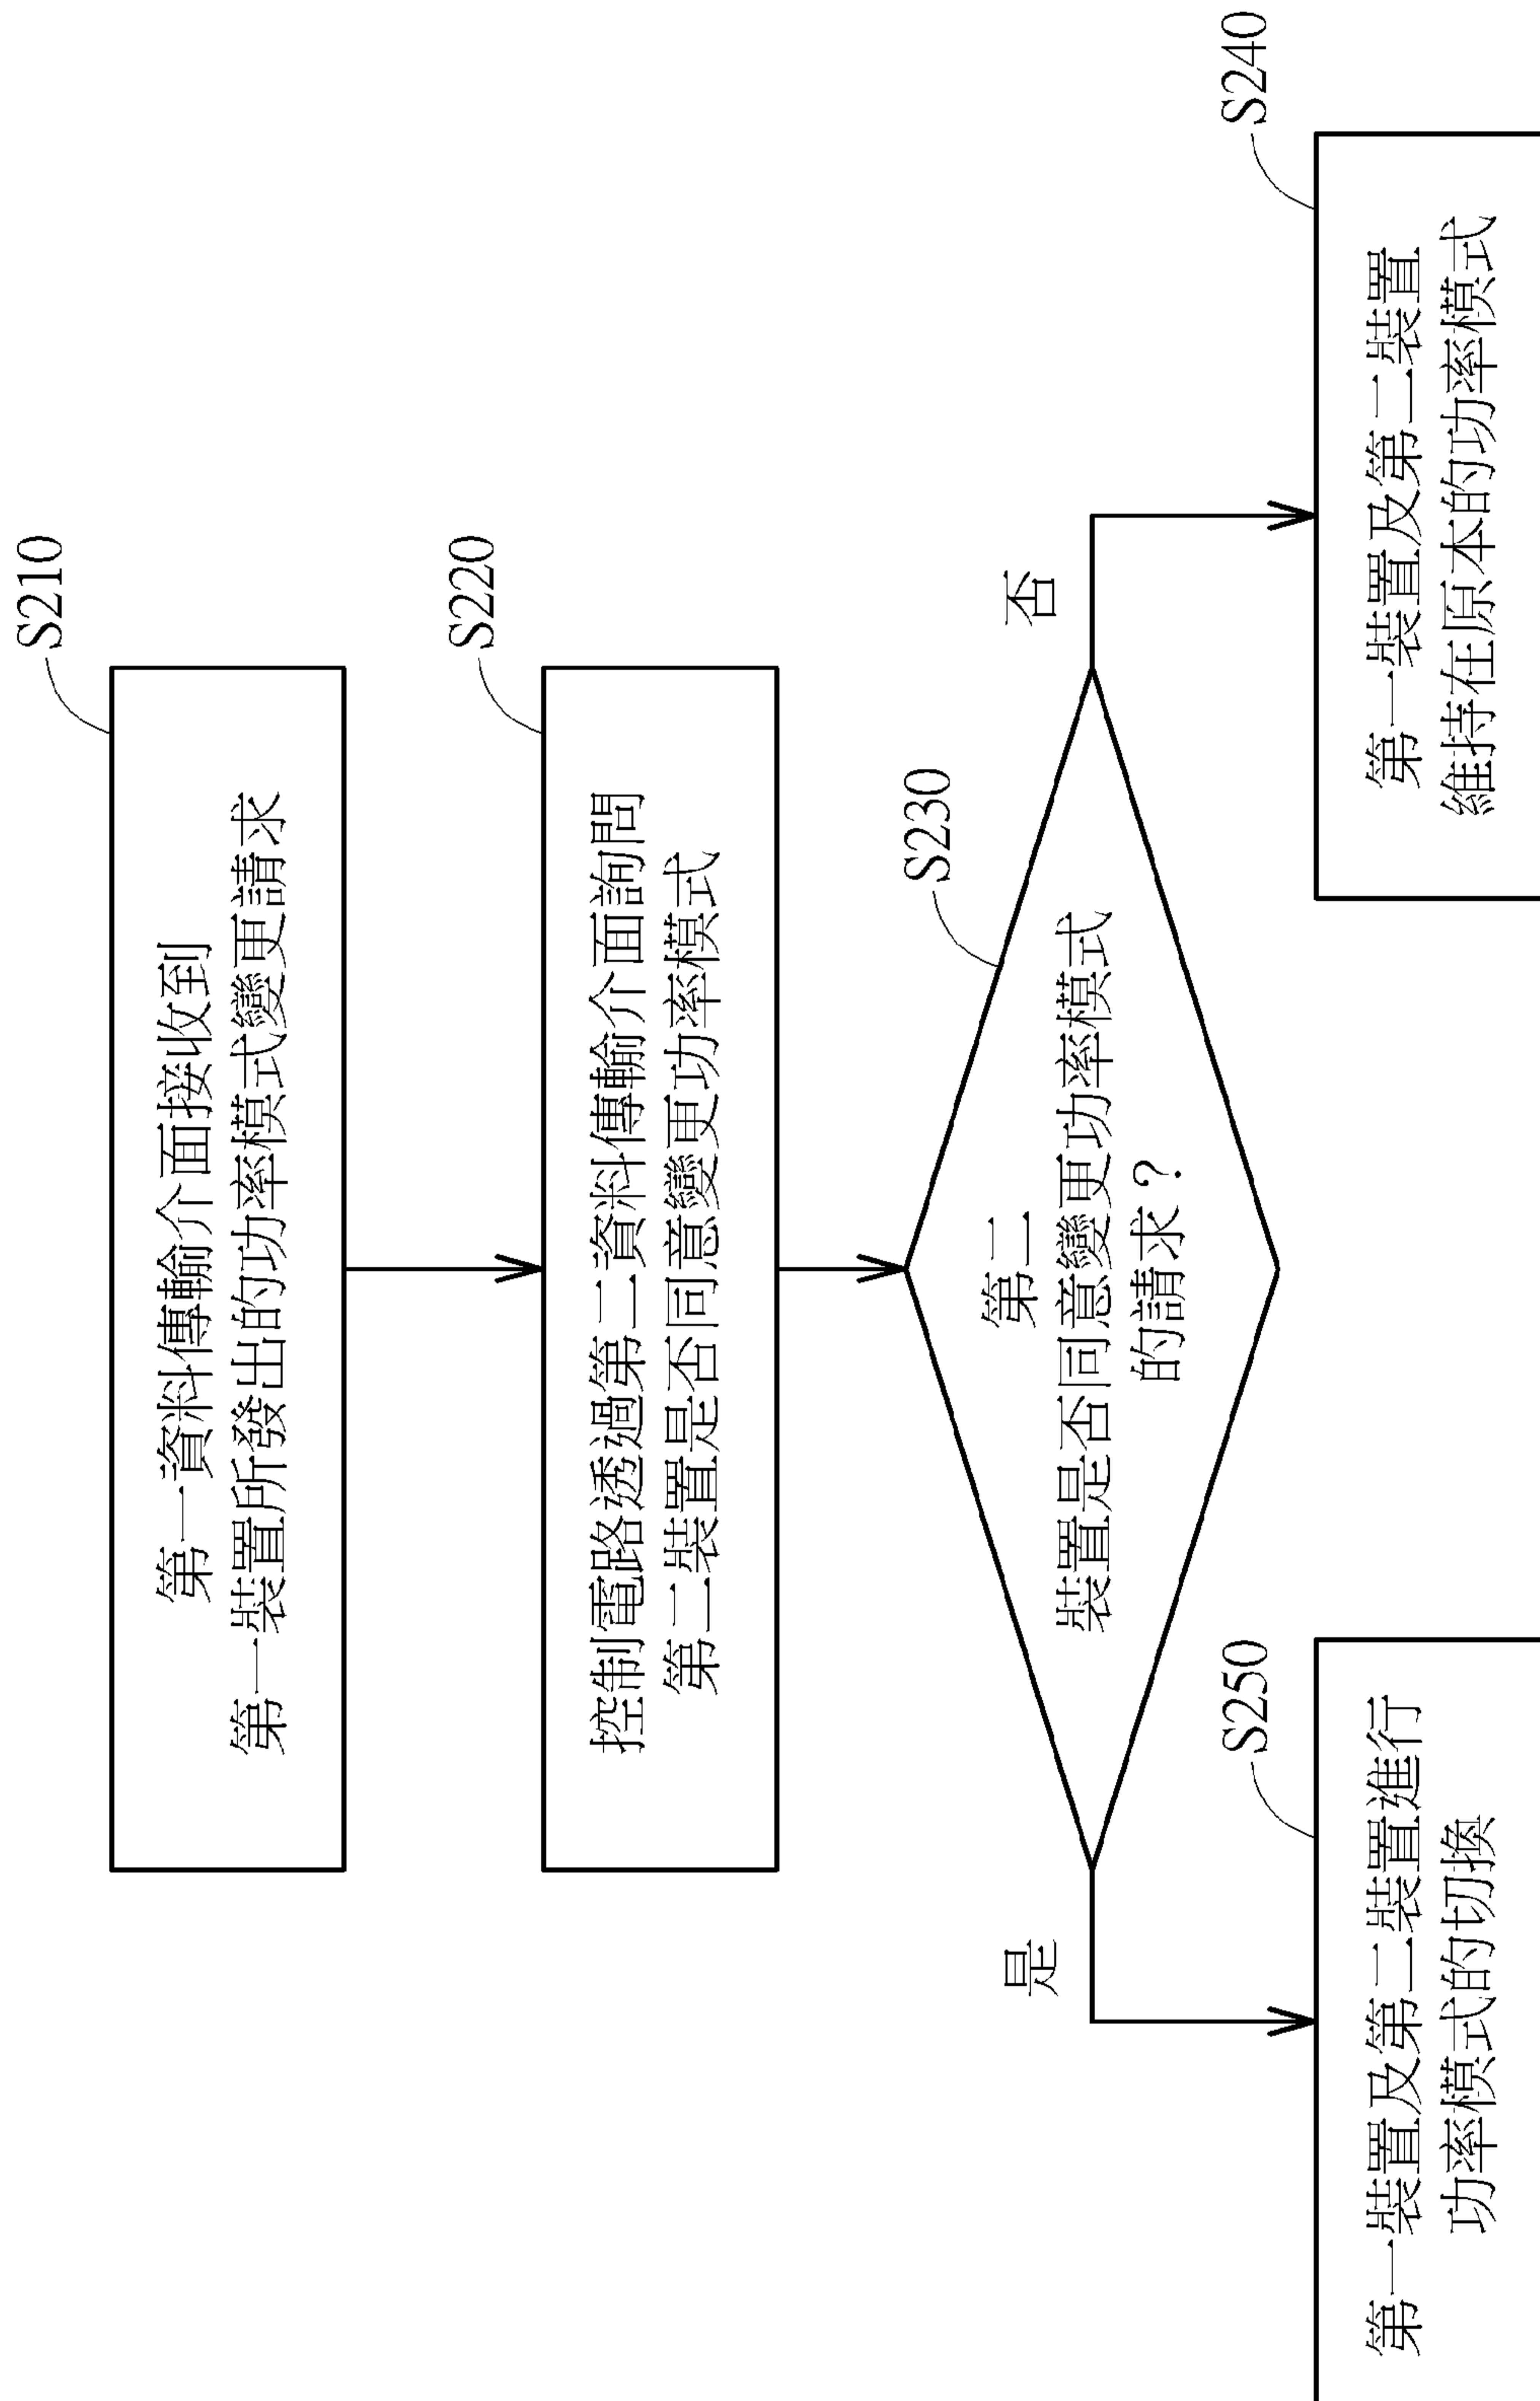 S210
第一資料傳輸介面接收到
第一裝置所發出的功率模式變更請求
S220
控制電路透過第二資料傳輸介面詢問
第二裝置是否同意變更功率模式
S230
第二
裝置是否同意變更功率模式
的請求？
是
否
S250
第一裝置及第二裝置進行
功率模式的切換
S240
第一裝置及第二裝置
維持在原本的功率模式